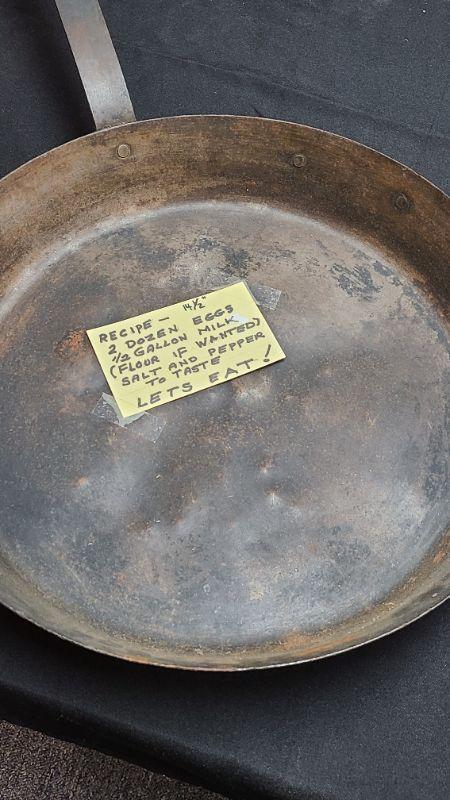 14½"
RECIPE —
2 DOZEN EGGS
½ GALLON MILK
(FLOUR IF WANTED)
SALT AND PEPPER
TO TASTE
LETS EAT!